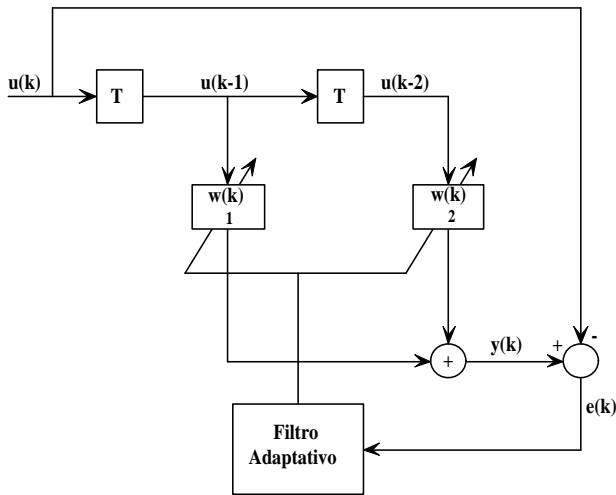 u(k)
T
u(k-1)
T
u(k-2)
w(k)
1
w(k)
2
+
y(k)
+
-
e(k)
Filtro
Adaptativo